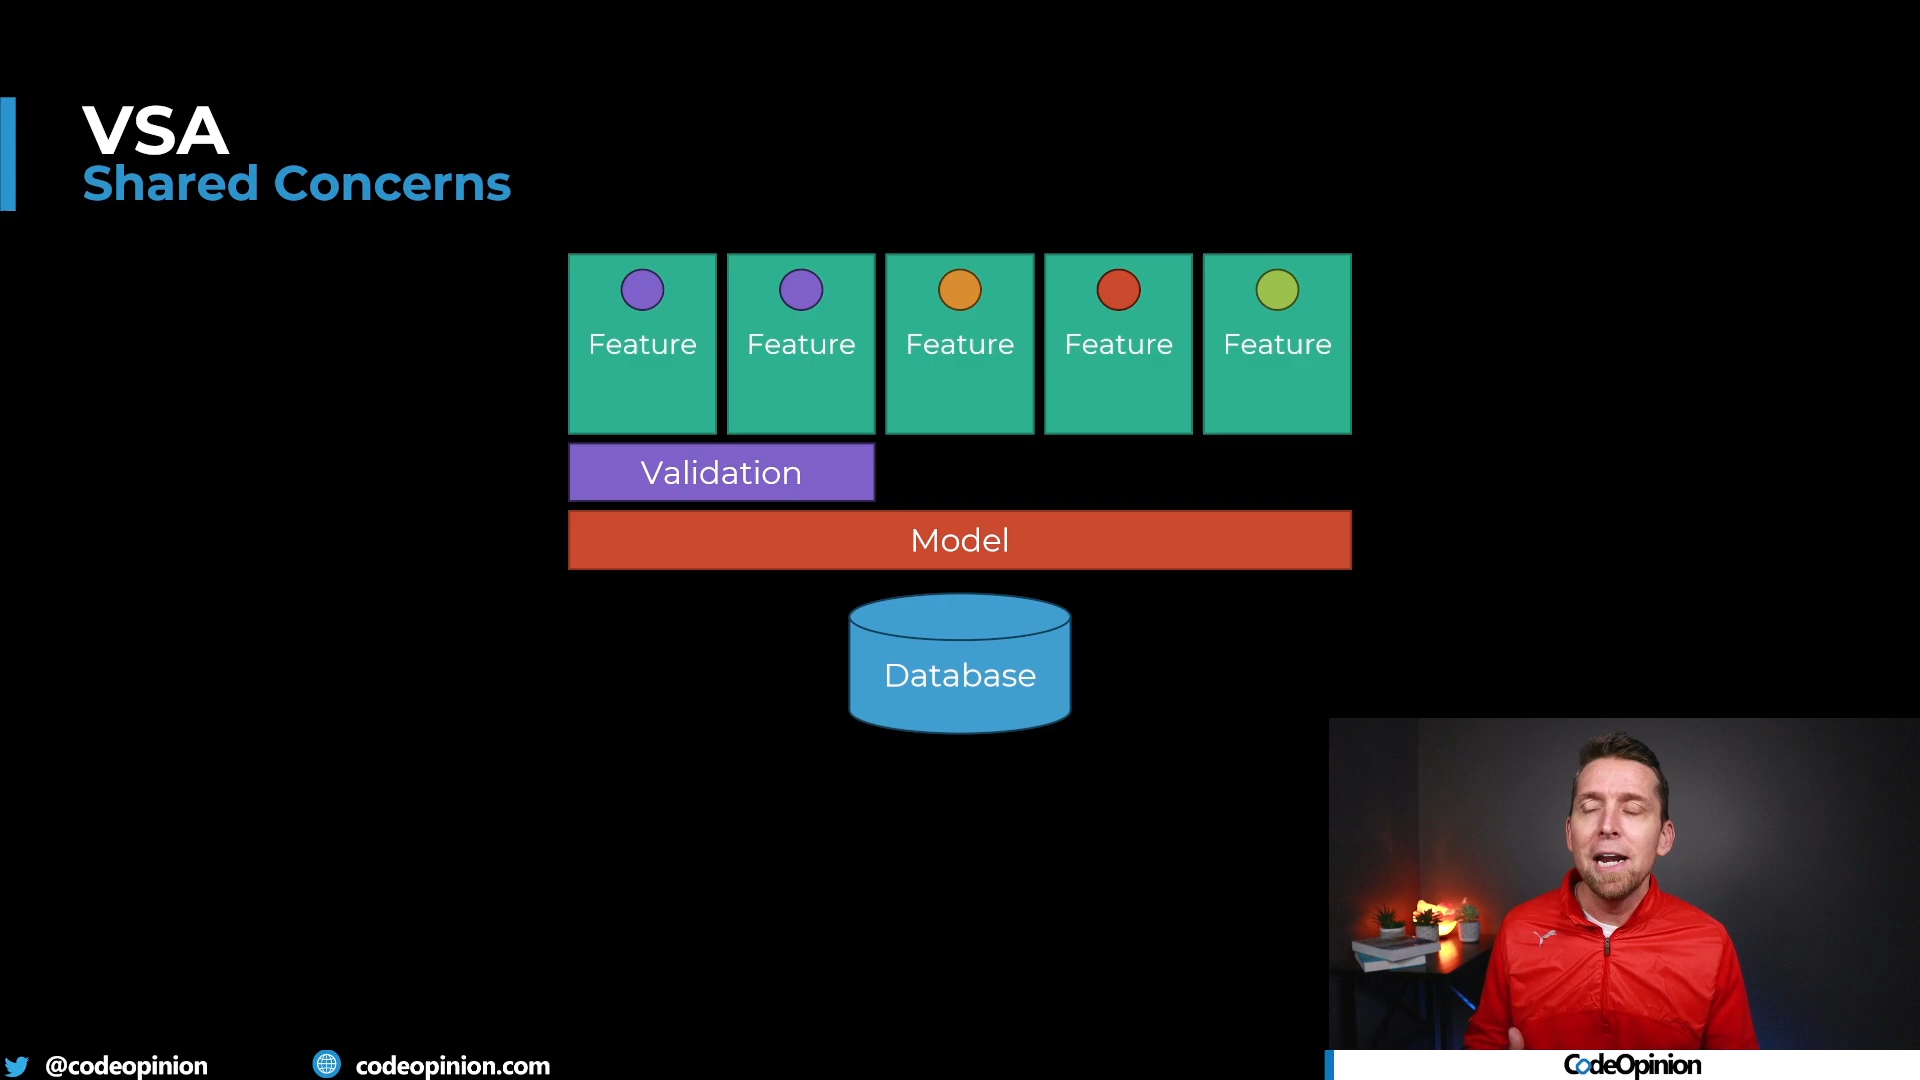 VSA
Shared Concerns
Feature Feature Feature Feature Feature
Validation
Model
Database
@codeopinion codeopinion.com
CodeOpinion